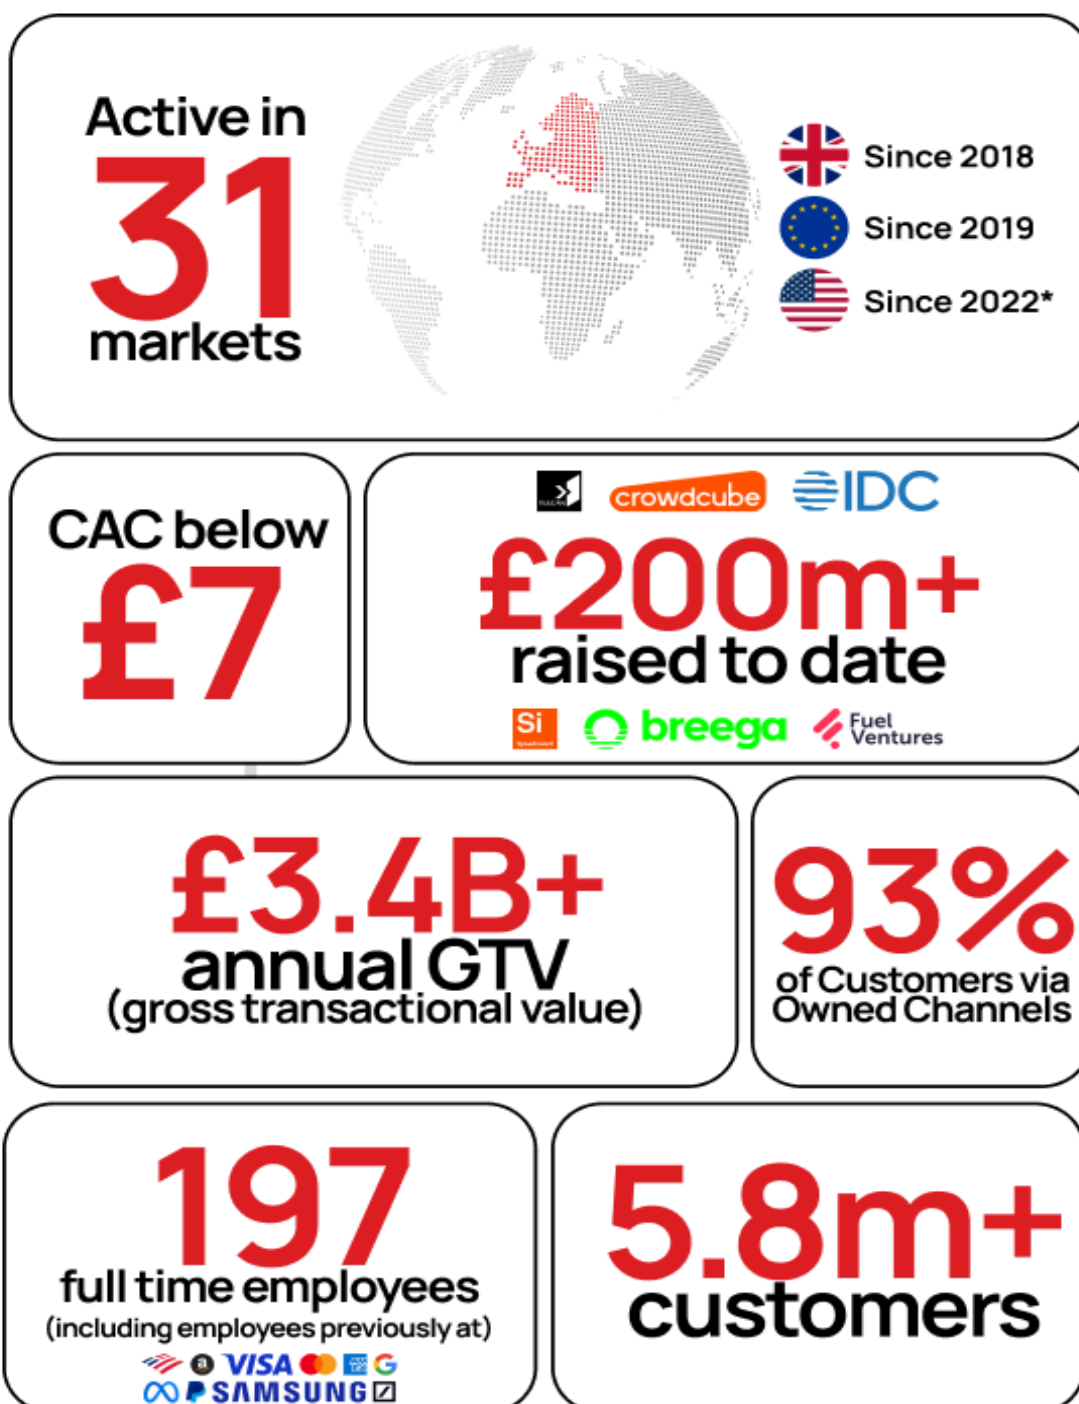 Active in
31
markets
Since 2018
Since 2019
Since 2022*
CAC below
£7
crowdcube
IDC
£200m+
raised to date
Si
breega
Fuel
Ventures
£3.4B+
annual GTV
(gross transactional value)
93%
of Customers via
Owned Channels
197
full time employees
(including employees previously at)
VISA
SAMSUNG
5.8m+
customers